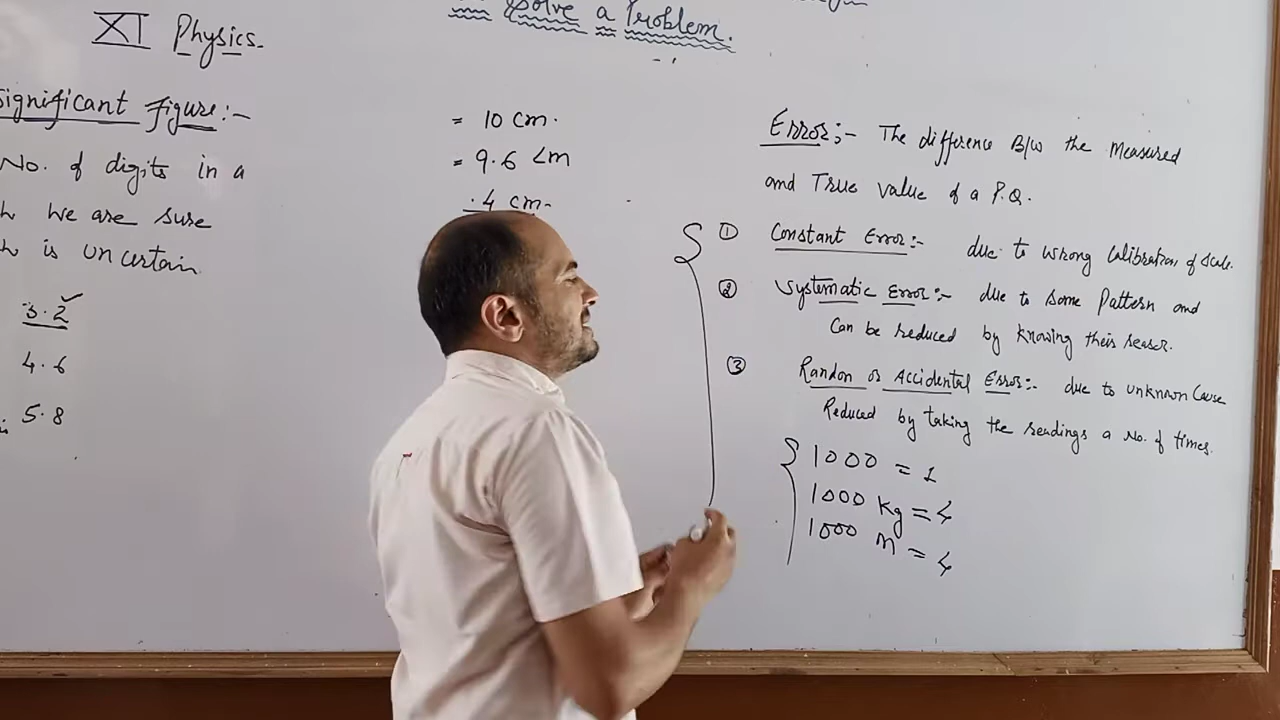 Solve a Problem.
XI Physics.
Significant figure:-
No. of digits in a
we are sure
is uncertain
3.2
4.6
5.8
= 10 cm.
= 9.6 cm
.4 cm-
Error:- The difference B/w the Measured
and True value of a P.Q.
① Constant Error:- due to wrong Calibration of Scale.
② Systematic Error:- due to Some Pattern and
Can be reduced by knowing their reason.
③ Randon or Accidental Error:- due to unknown Cause
Reduced by taking the readings a No. of times.
1000 = 1
1000 kg = 4
1000 m = 4